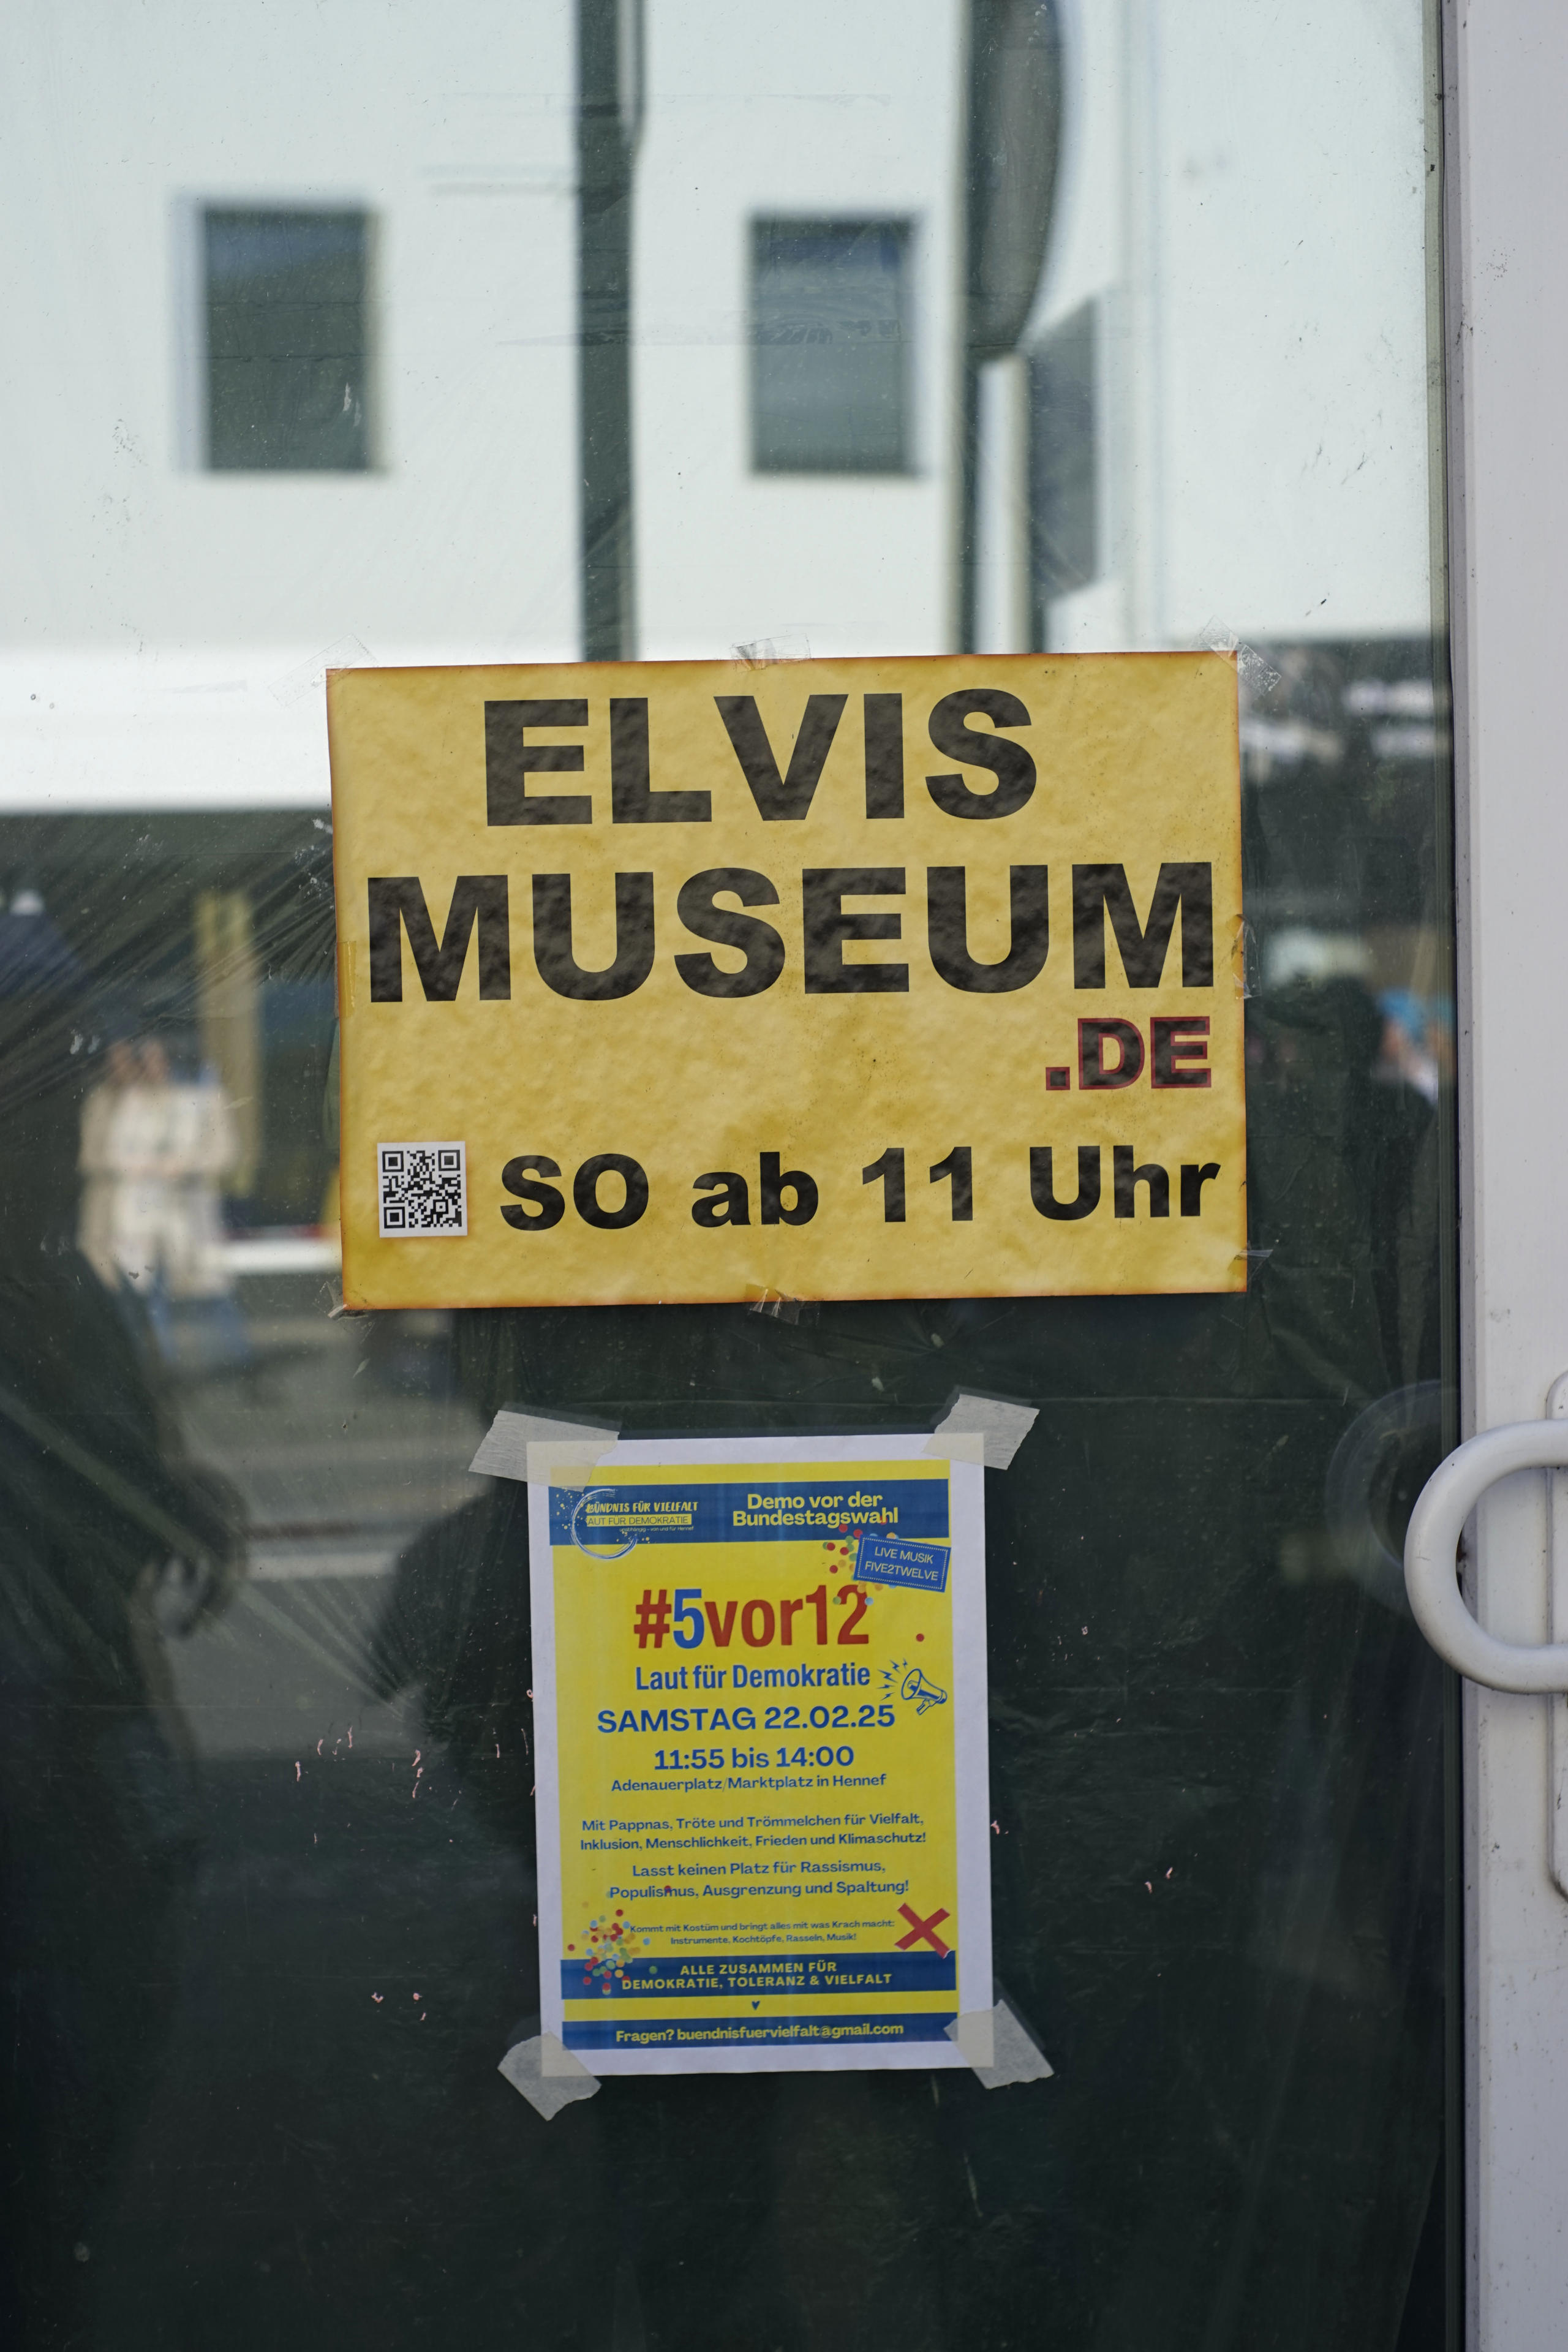 ELVIS
MUSEUM
.DE
SO ab 11 Uhr
BÜNDNIS FÜR VIELFALT
LAUT FÜR DEMOKRATIE
Demo vor der
Bundestagswahl
LIVE MUSIK
FIVE2TWELVE
#5vor12
Laut für Demokratie
SAMSTAG 22.02.25
11:55 bis 14:00
Adenauerplatz/Marktplatz in Hennef
Mit Pappnas, Tröte und Trömmelchen für Vielfalt,
Inklusion, Menschlichkeit, Frieden und Klimaschutz!
Lasst keinen Platz für Rassismus,
Populismus, Ausgrenzung und Spaltung!
Kommt mit Kostüm und bringt alles mit was Krach macht:
Instrumente, Kochtöpfe, Rasseln, Musik!
ALLE ZUSAMMEN FÜR
DEMOKRATIE, TOLERANZ & VIELFALT
Fragen? buendnisfuervielfalt@gmail.com